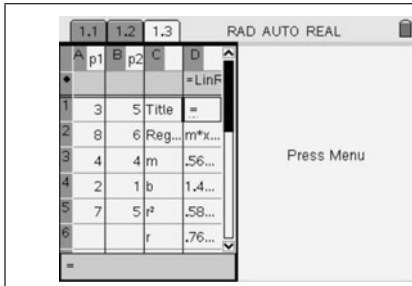 1.1 1.2 1.3 RAD AUTO REAL
A p1 B p2 C D
◆ =LinR
1 3 5 Title =
2 8 6 Reg... m*x...
3 4 4 m .56...
4 2 1 b 1.4...
5 7 5 r² .58...
6 r .76...
=
Press Menu